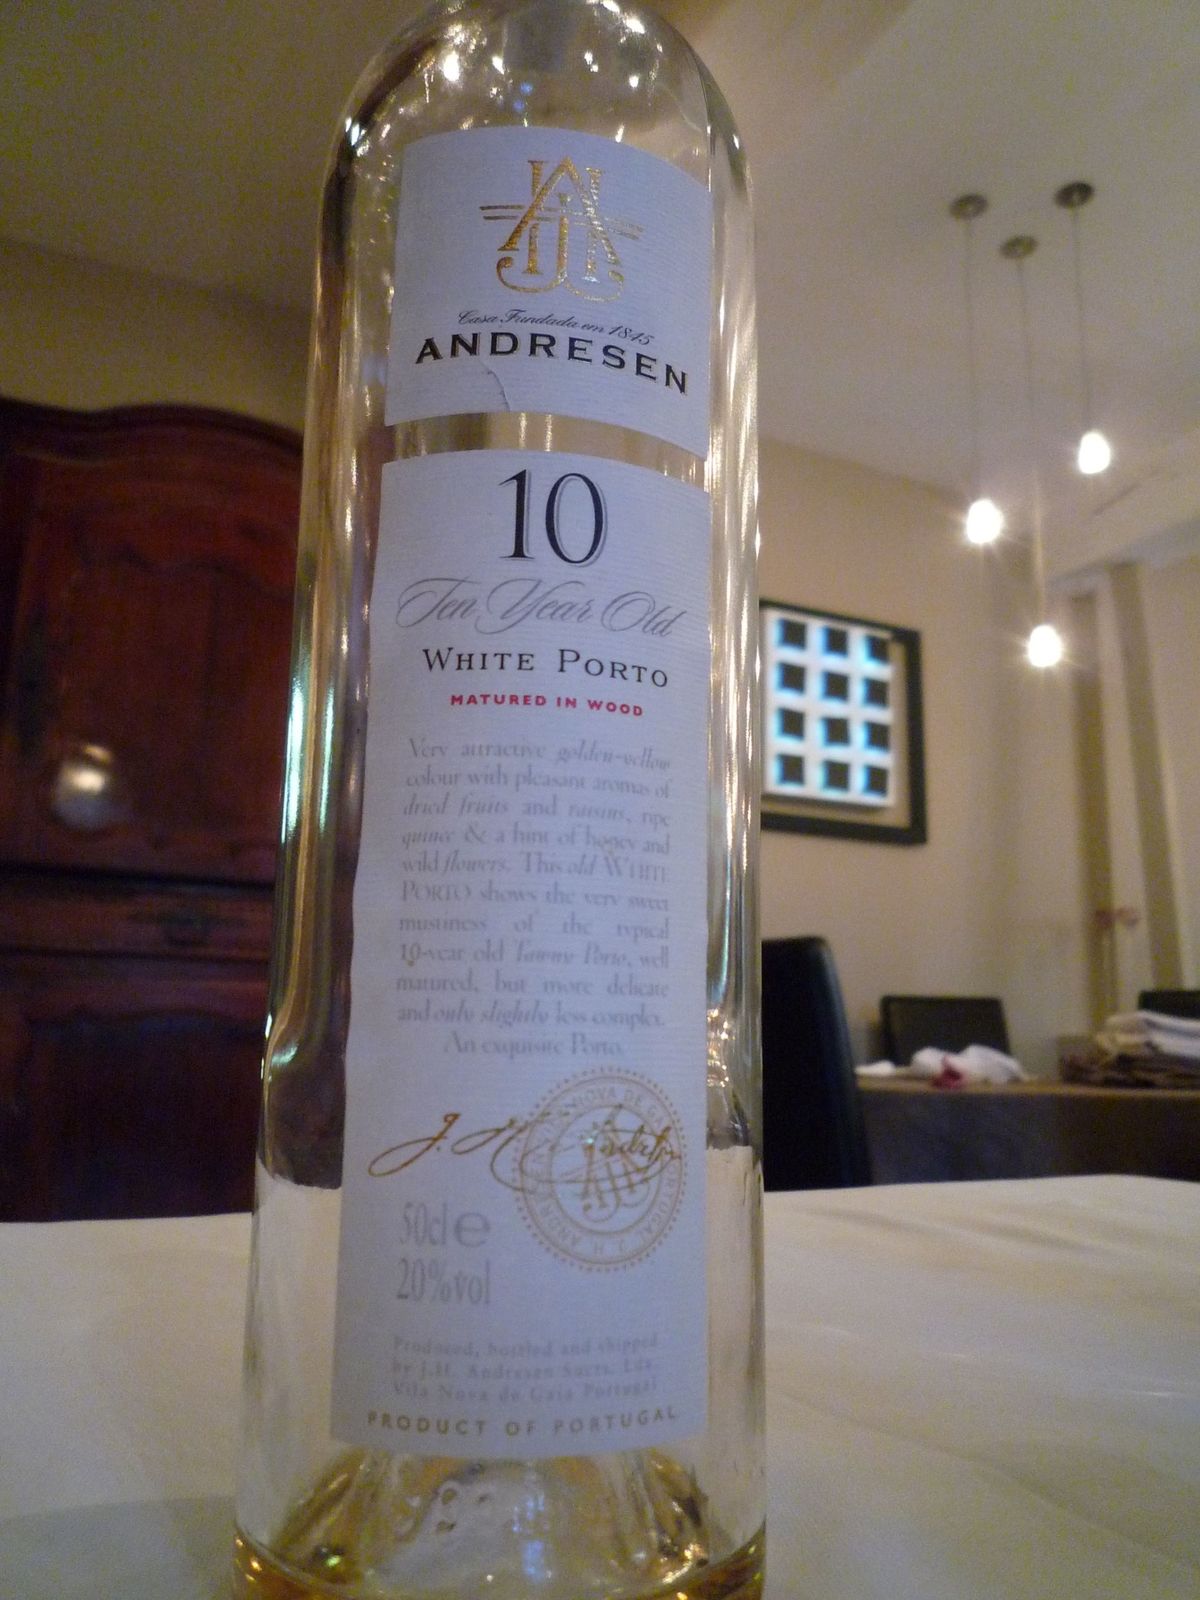 Casa Fundada em 1845
ANDRESEN
10
Ten Year Old
WHITE PORTO
MATURED IN WOOD
Very attractive golden-yellow
colour with pleasant aromas of
dried fruits and raisins, ripe
quince & a hint of honey and
wild flowers. This old WHITE
PORTO shows the very sweet
mustiness of the typical
10-year old Tawny Porto, well
matured, but more delicate
and only slightly less complex.
An exquisite Porto.
J. H. Andresen
50cl e
20%vol
Produced, bottled and shipped
by J.H. Andresen Sucrs. Lda.
Vila Nova de Gaia Portugal
PRODUCT OF PORTUGAL